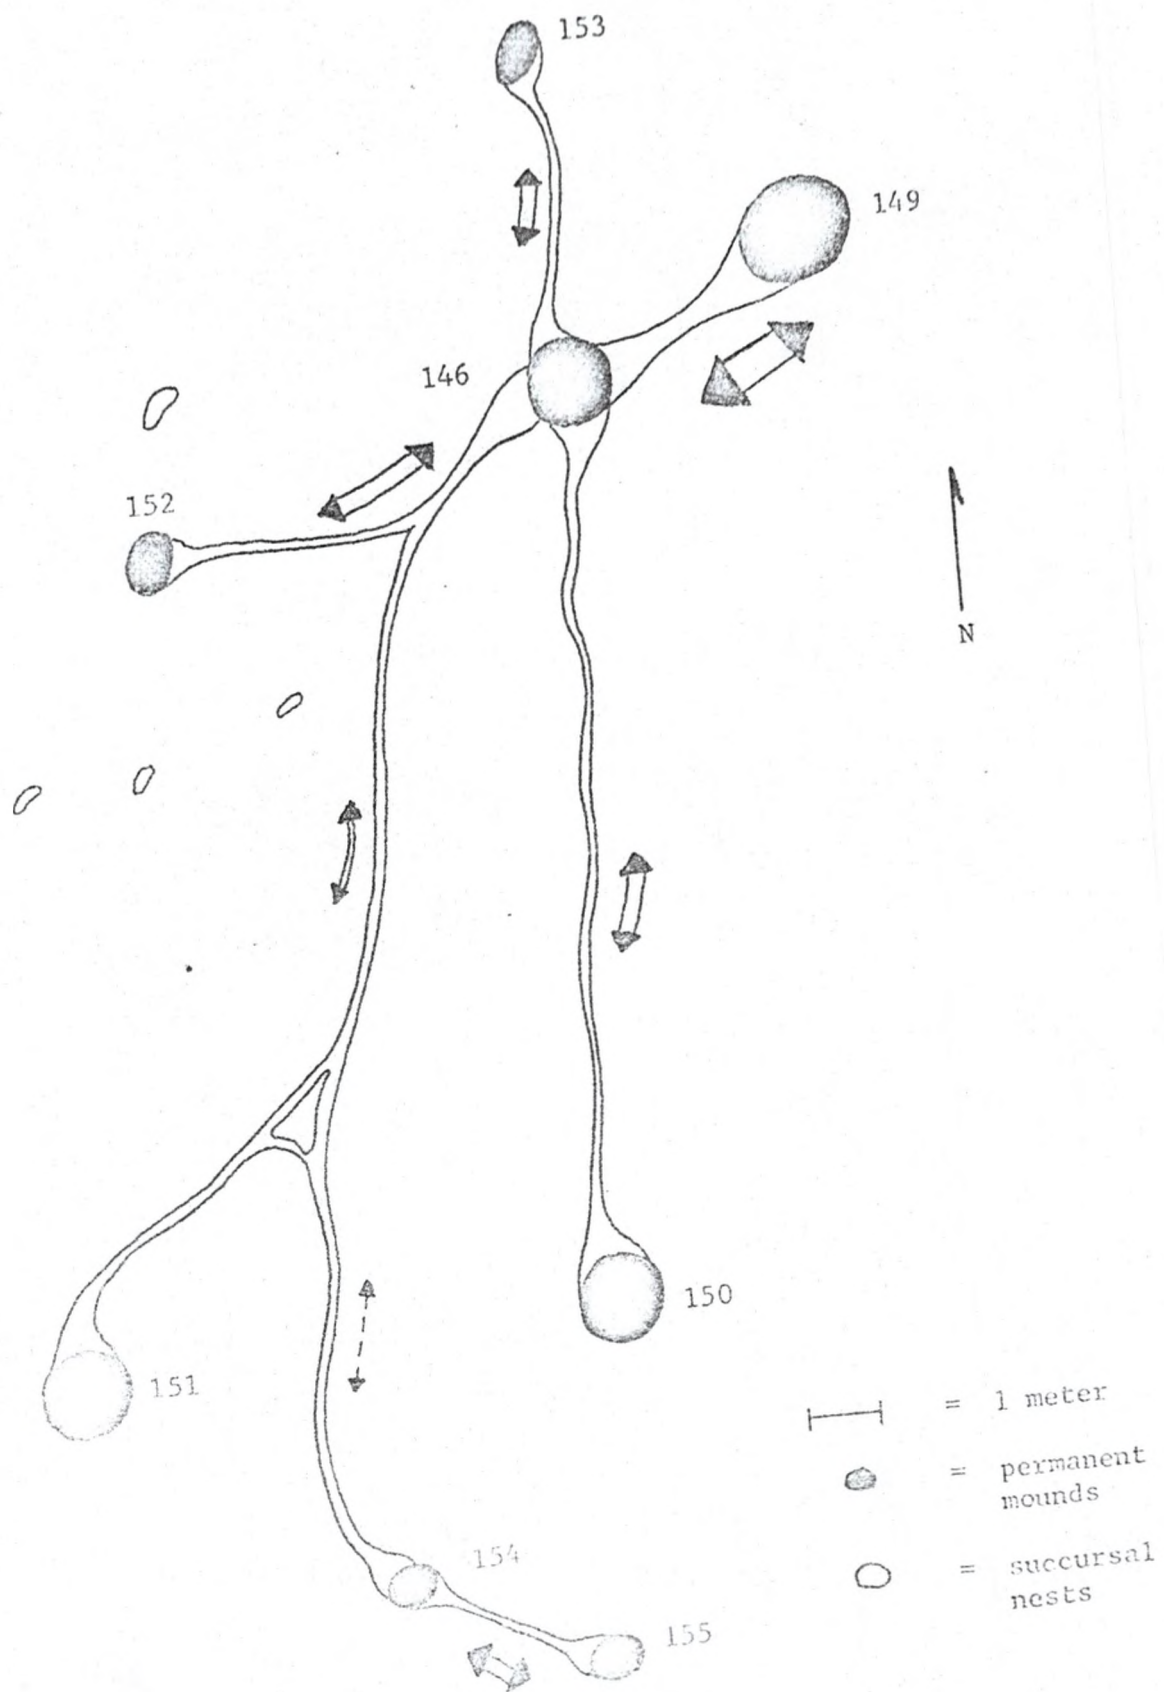 153
149
146
152
N
150
151
= 1 meter
= permanent
mounds
154
= succursal
nests
155